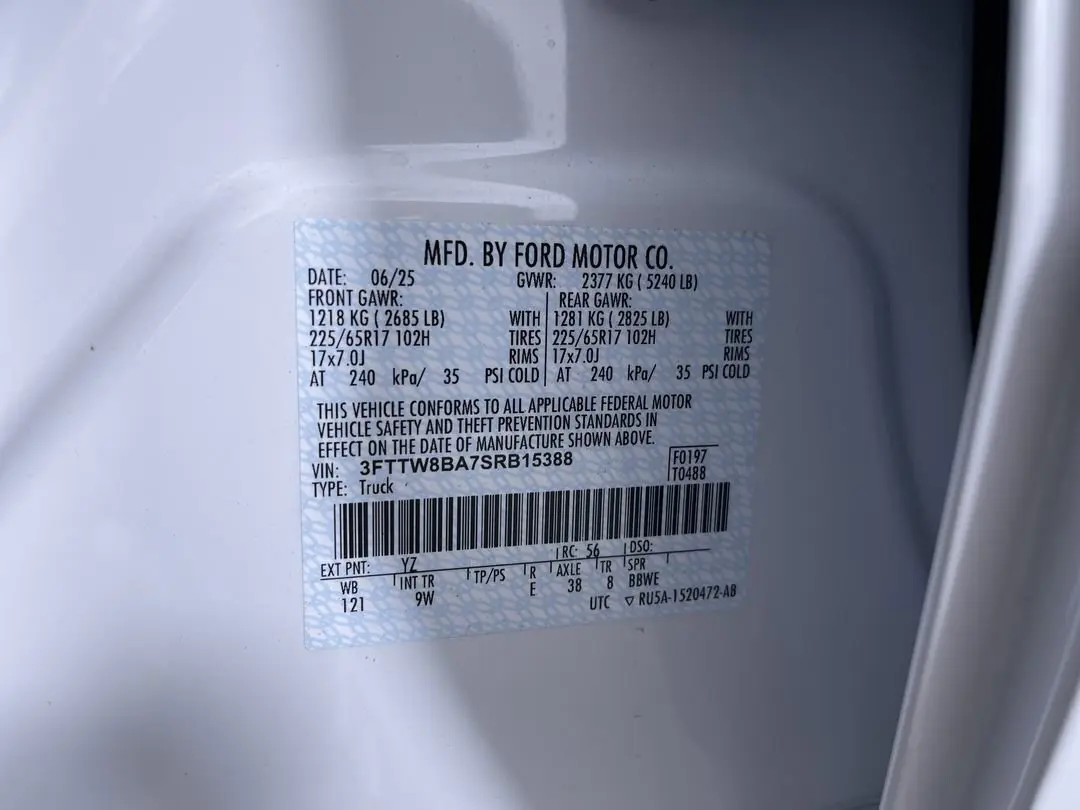 MFD. BY FORD MOTOR CO.
DATE: 06/25 GVWR: 2377 KG ( 5240 LB)
FRONT GAWR: REAR GAWR:
1218 KG ( 2685 LB) WITH 1281 KG ( 2825 LB) WITH
225/65R17 102H TIRES 225/65R17 102H TIRES
17x7.0J RIMS 17x7.0J RIMS
AT 240 kPa/ 35 PSI COLD AT 240 kPa/ 35 PSI COLD
THIS VEHICLE CONFORMS TO ALL APPLICABLE FEDERAL MOTOR
VEHICLE SAFETY AND THEFT PREVENTION STANDARDS IN
EFFECT ON THE DATE OF MANUFACTURE SHOWN ABOVE.
VIN: 3FTTW8BA7SRB15388 F0197
TYPE: Truck T0488
EXT PNT: YZ RC: 56 DSO:
WB INT TR TP/PS R AXLE TR SPR
121 9W E 38 8 BBWE
UTC ▽ RU5A-1520472-AB